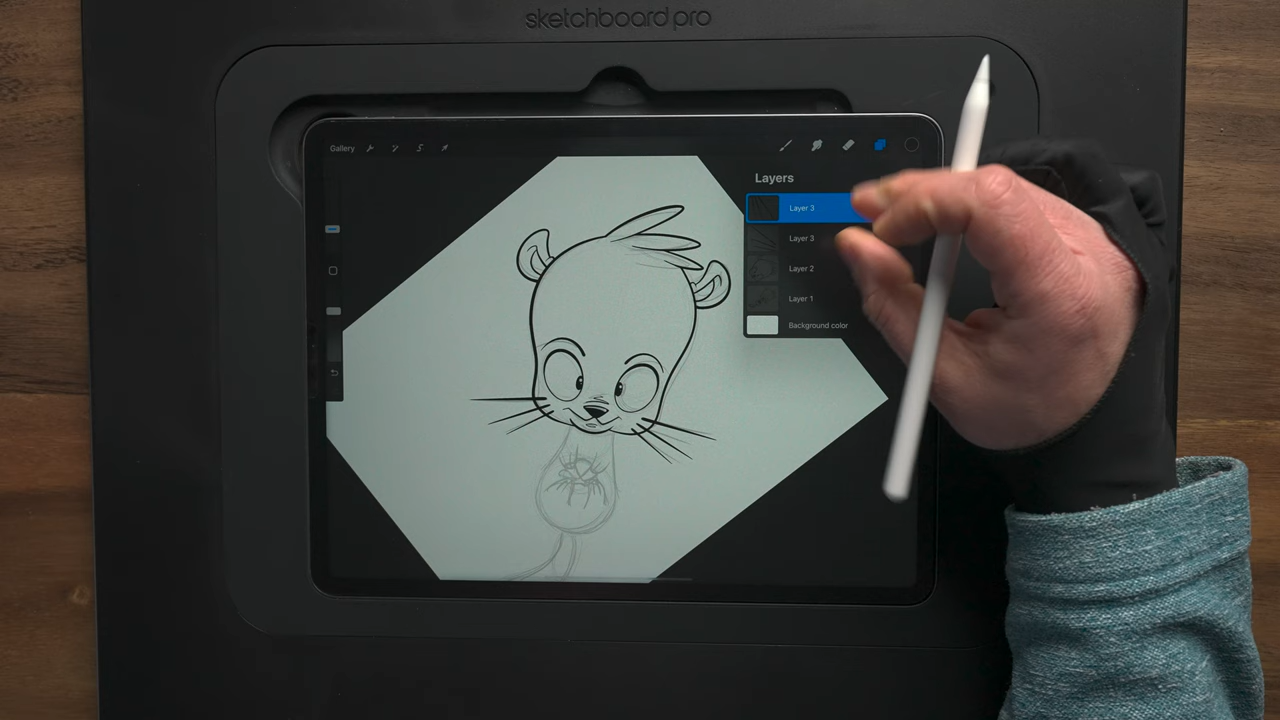 sketchboard pro
Gallery
Layers
Layer 3
Layer 3
Layer 2
Layer 1
Background color